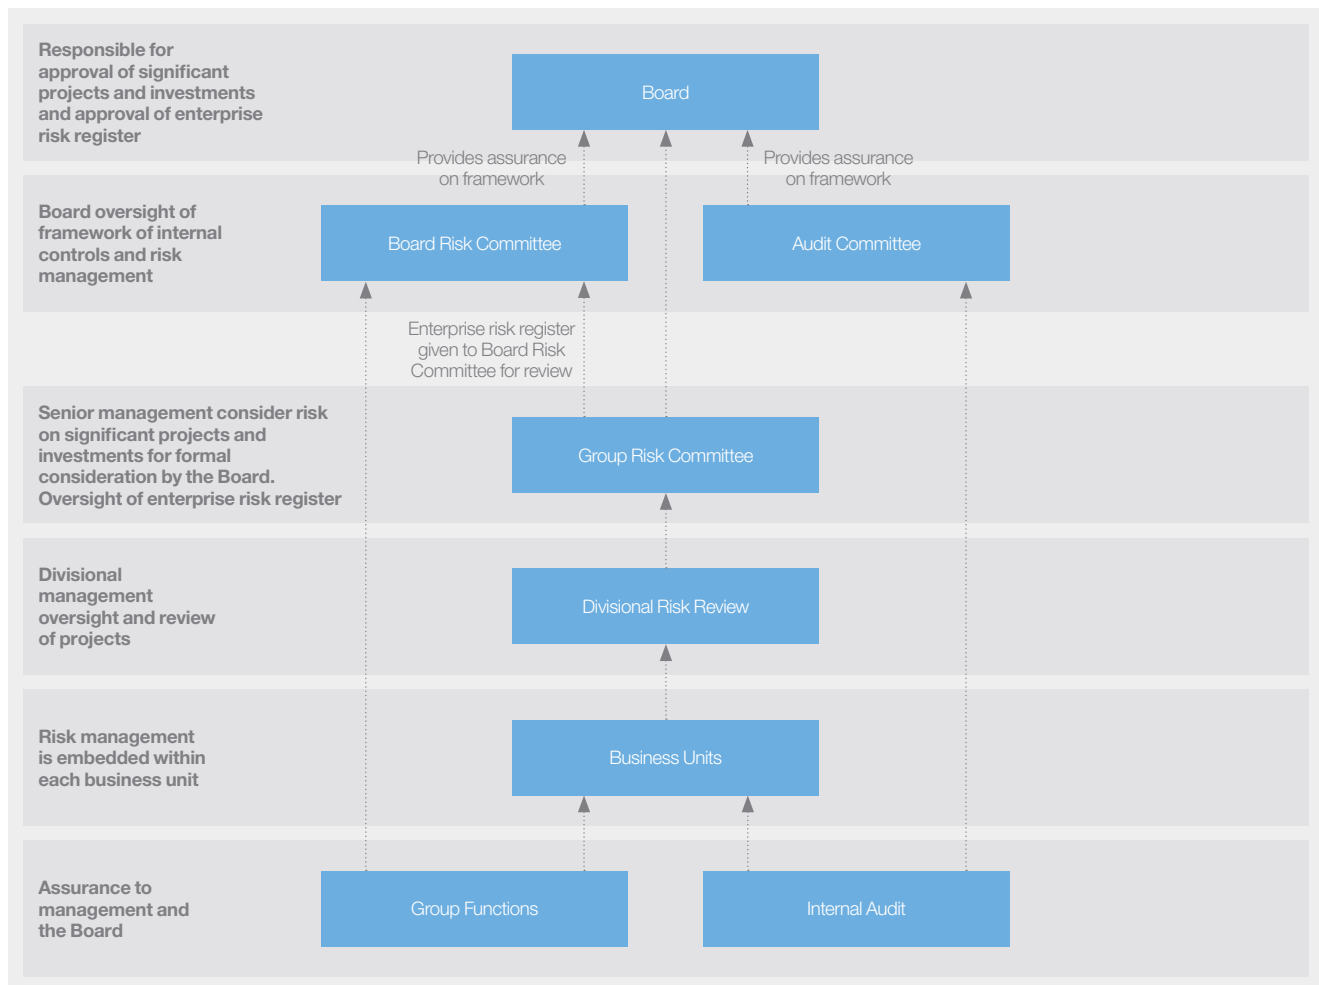 Responsible for
approval of significant
projects and investments
and approval of enterprise
risk register
Board
Provides assurance
on framework
Provides assurance
on framework
Board oversight of
framework of internal
controls and risk
management
Board Risk Committee
Audit Committee
Enterprise risk register
given to Board Risk
Committee for review
Senior management consider risk
on significant projects and
investments for formal
consideration by the Board.
Oversight of enterprise risk register
Group Risk Committee
Divisional
management
oversight and review
of projects
Divisional Risk Review
Risk management
is embedded within
each business unit
Business Units
Assurance to
management and
the Board
Group Functions
Internal Audit